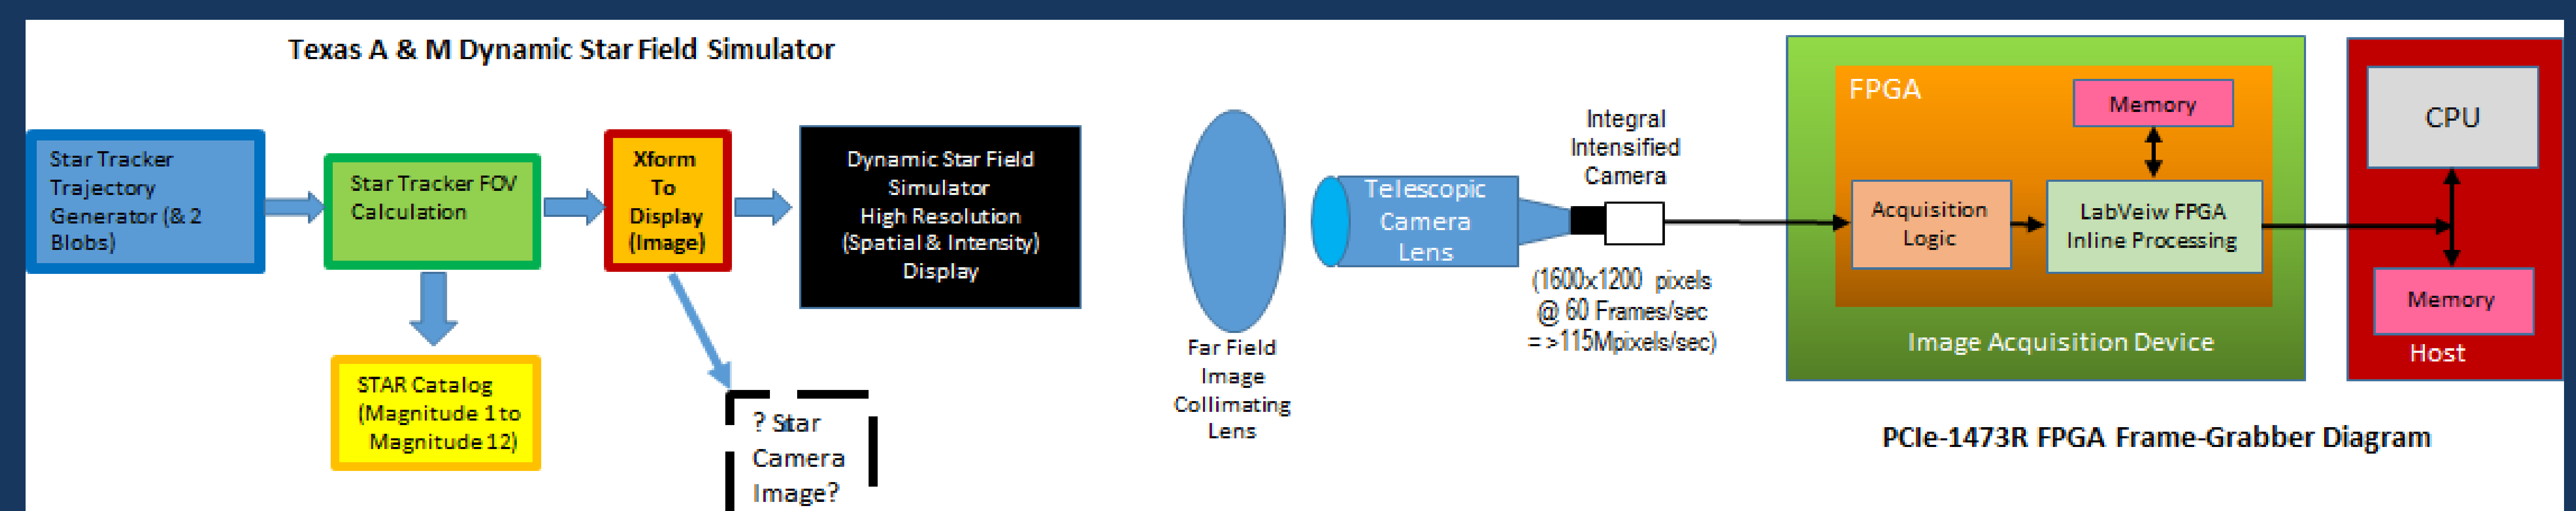 Texas A & M Dynamic Star Field Simulator
Star Tracker
Trajectory
Generator (& 2
Blobs)
Star Tracker FOV
Calculation
Xform
To
Display
(Image)
Dynamic Star Field
Simulator
High Resolution
(Spatial & Intensity)
Display
STAR Catalog
(Magnitude 1 to
Magnitude 12)
? Star
Camera
Image?
Far Field
Image
Collimating
Lens
Telescopic
Camera
Lens
Integral
Intensified
Camera
(1600x1200 pixels
@ 60 Frames/sec
= >115Mpixels/sec)
FPGA
Memory
Acquisition
Logic
LabVeiw FPGA
Inline Processing
Image Acquisition Device
CPU
Memory
Host
PCIe-1473R FPGA Frame-Grabber Diagram